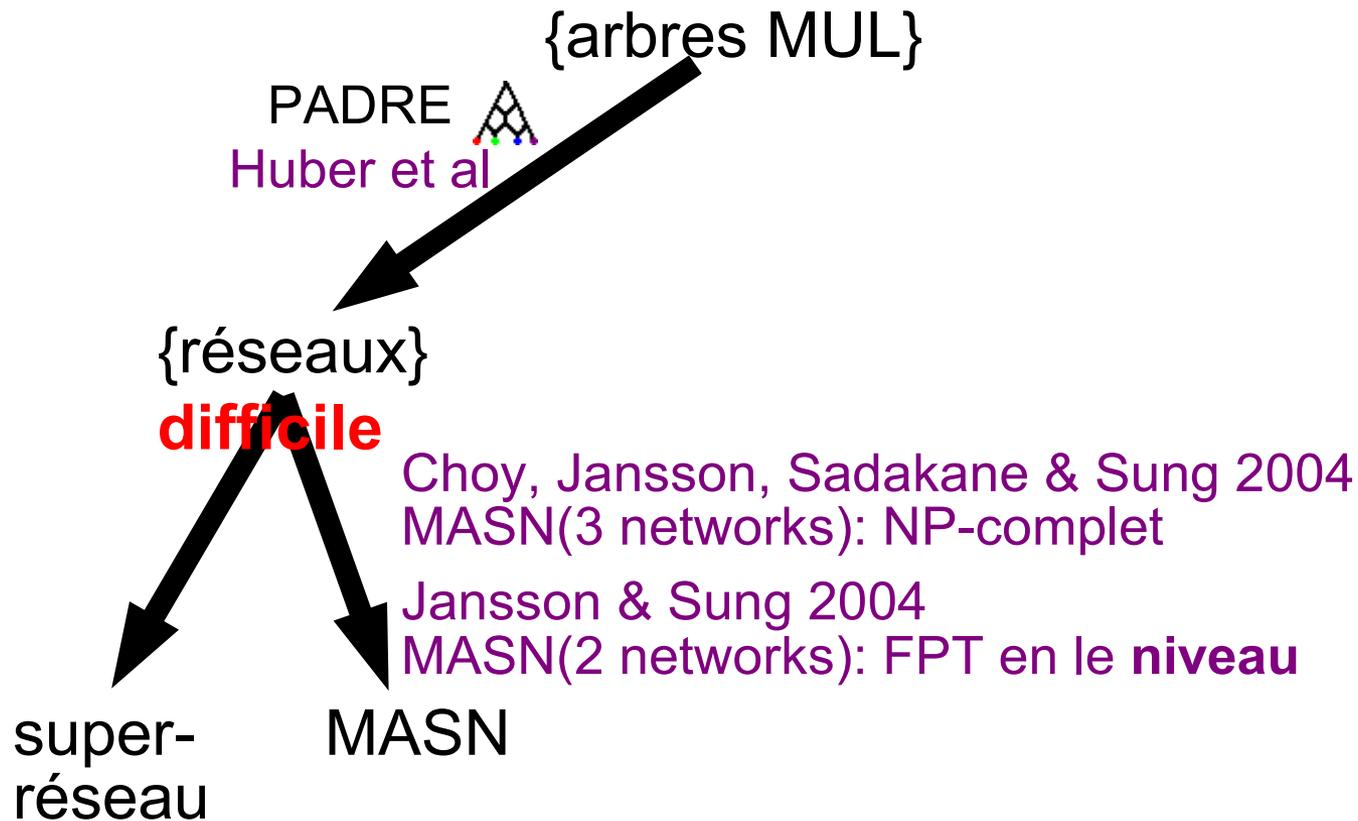 {arbres MUL}
PADRE
Huber et al
{réseaux}
difficile
Choy, Jansson, Sadakane & Sung 2004
MASN(3 networks): NP-complet
Jansson & Sung 2004
MASN(2 networks): FPT en le niveau
super-
réseau
MASN